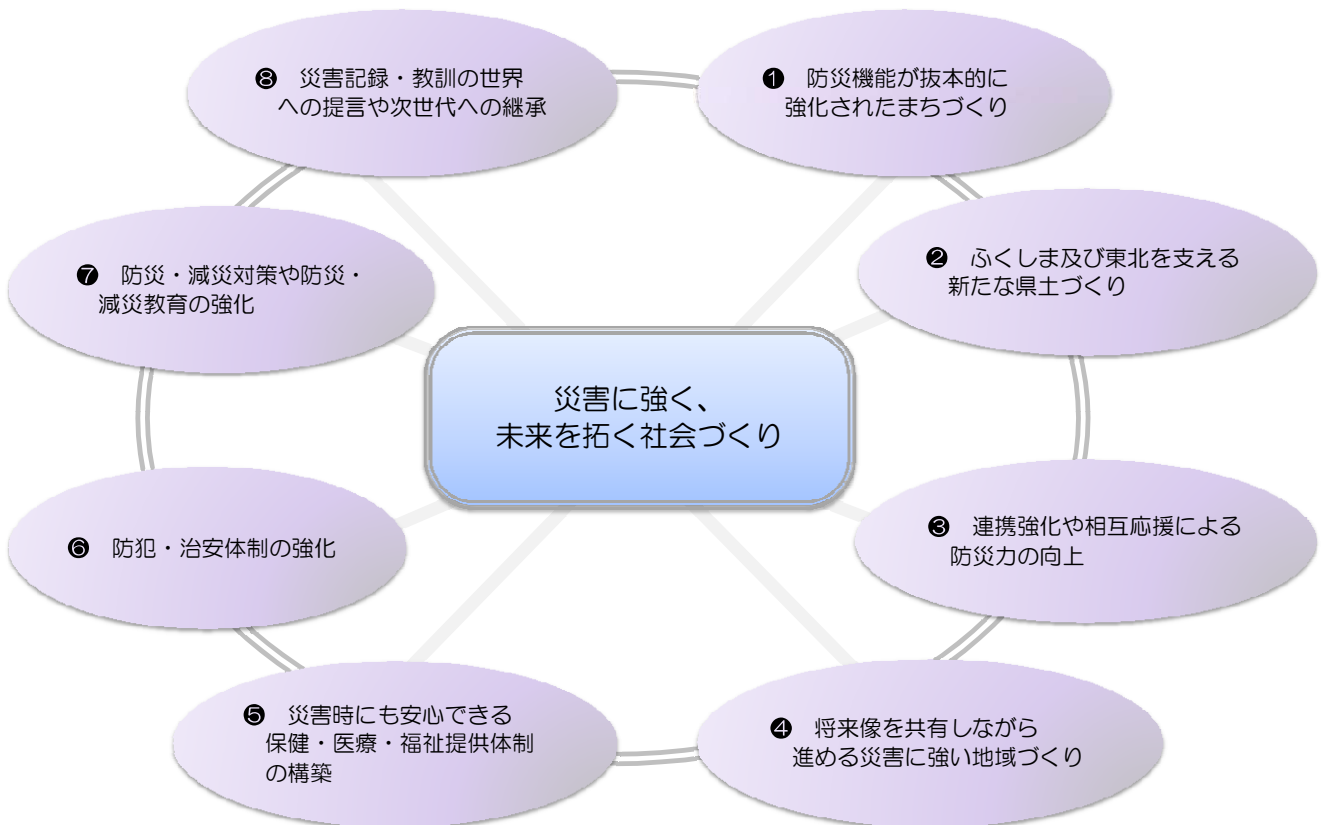 ❶ 防災機能が抜本的に
強化されたまちづくり
❷ ふくしま及び東北を支える
新たな県土づくり
❸ 連携強化や相互応援による
防災力の向上
❹ 将来像を共有しながら
進める災害に強い地域づくり
❺ 災害時にも安心できる
保健・医療・福祉提供体制
の構築
❻ 防犯・治安体制の強化
❼ 防災・減災対策や防災・
減災教育の強化
❽ 災害記録・教訓の世界
への提言や次世代への継承
災害に強く、
未来を拓く社会づくり